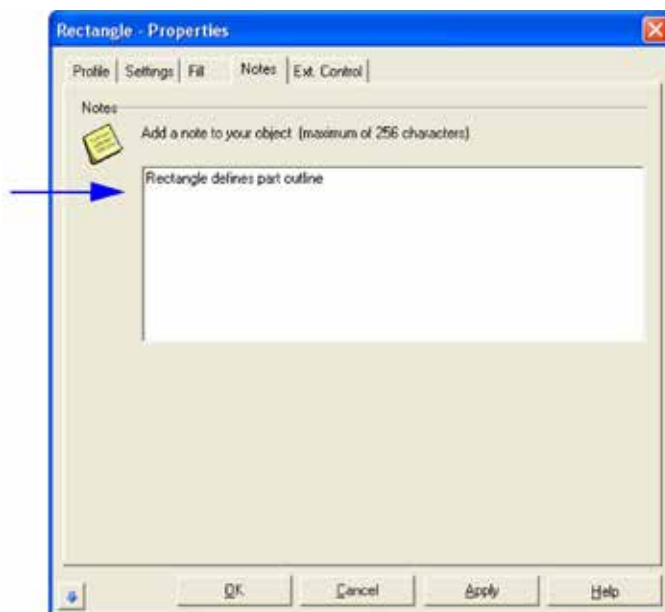 Rectangle - Properties
Profile Settings Fill Notes Ext. Control
Notes
Add a note to your object (maximum of 256 characters)
Rectangle defines part outline
OK Cancel Apply Help